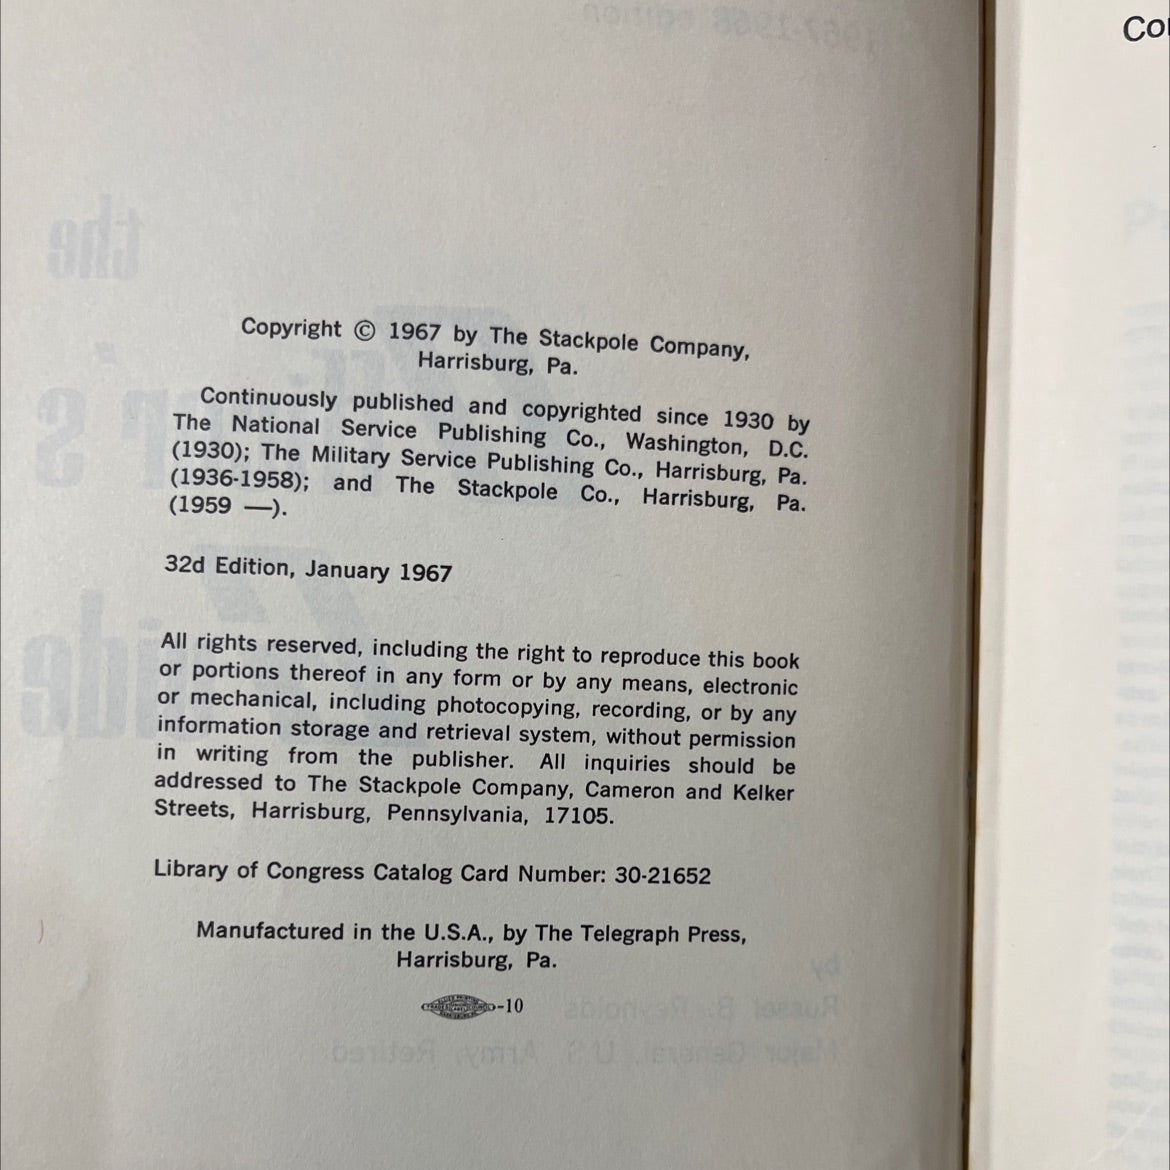 Copyright © 1967 by The Stackpole Company,
Harrisburg, Pa.
Continuously published and copyrighted since 1930 by
The National Service Publishing Co., Washington, D.C.
(1930); The Military Service Publishing Co., Harrisburg, Pa.
(1936-1958); and The Stackpole Co., Harrisburg, Pa.
(1959 —).
32d Edition, January 1967
All rights reserved, including the right to reproduce this book
or portions thereof in any form or by any means, electronic
or mechanical, including photocopying, recording, or by any
information storage and retrieval system, without permission
in writing from the publisher. All inquiries should be
addressed to The Stackpole Company, Cameron and Kelker
Streets, Harrisburg, Pennsylvania, 17105.
Library of Congress Catalog Card Number: 30-21652
Manufactured in the U.S.A., by The Telegraph Press,
Harrisburg, Pa.
-10